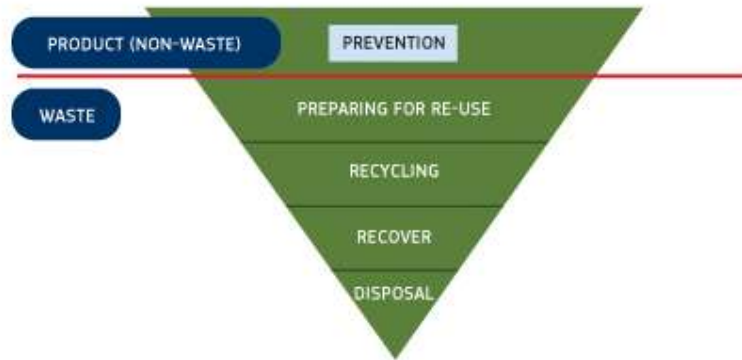 PRODUCT (NON-WASTE)
PREVENTION
WASTE
PREPARING FOR RE-USE
RECYCLING
RECOVER
DISPOSAL